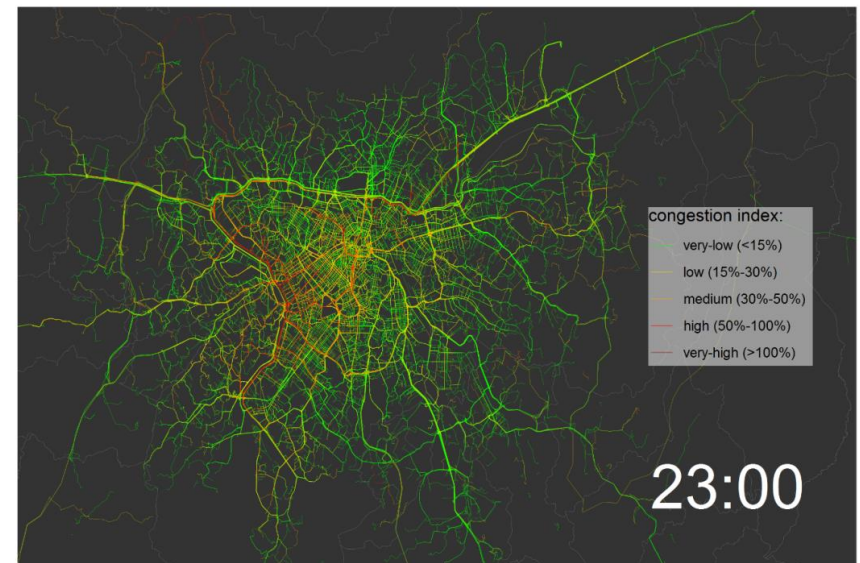 congestion index:
very-low (<15%)
low (15%-30%)
medium (30%-50%)
high (50%-100%)
very-high (>100%)
23:00